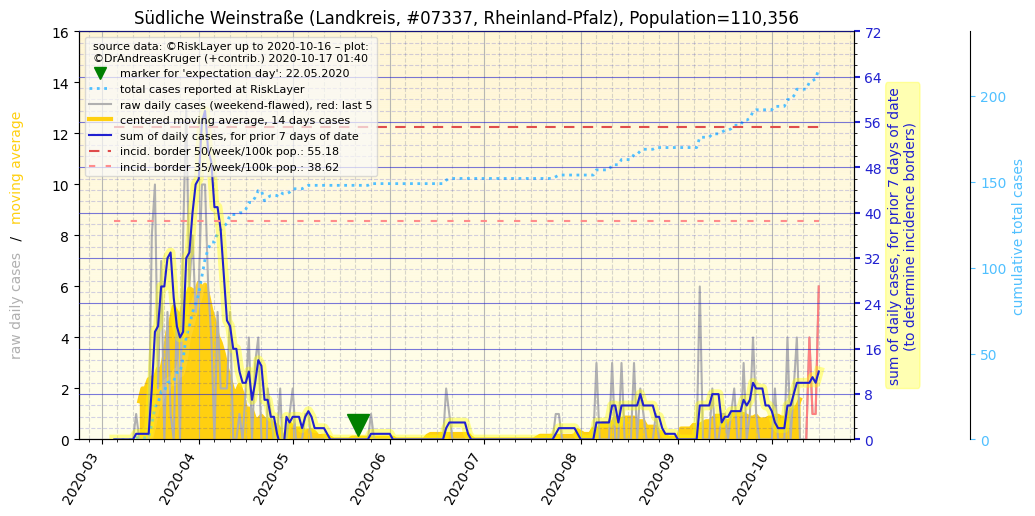 Südliche Weinstraße (Landkreis, #07337, Rheinland-Pfalz), Population=110,356
source data: ©RiskLayer up to 2020-10-16 – plot:
©DrAndreasKruger (+contrib.) 2020-10-17 01:40
marker for 'expectation day': 22.05.2020
total cases reported at RiskLayer
raw daily cases (weekend-flawed), red: last 5
centered moving average, 14 days cases
sum of daily cases, for prior 7 days of date
incid. border 50/week/100k pop.: 55.18
incid. border 35/week/100k pop.: 38.62
raw daily cases / moving average
16
14
12
10
8
6
4
2
0
2020-03
2020-04
2020-05
2020-06
2020-07
2020-08
2020-09
2020-10
72
64
56
48
40
32
24
16
8
0
sum of daily cases, for prior 7 days of date
(to determine incidence borders)
200
150
100
50
0
cumulative total cases